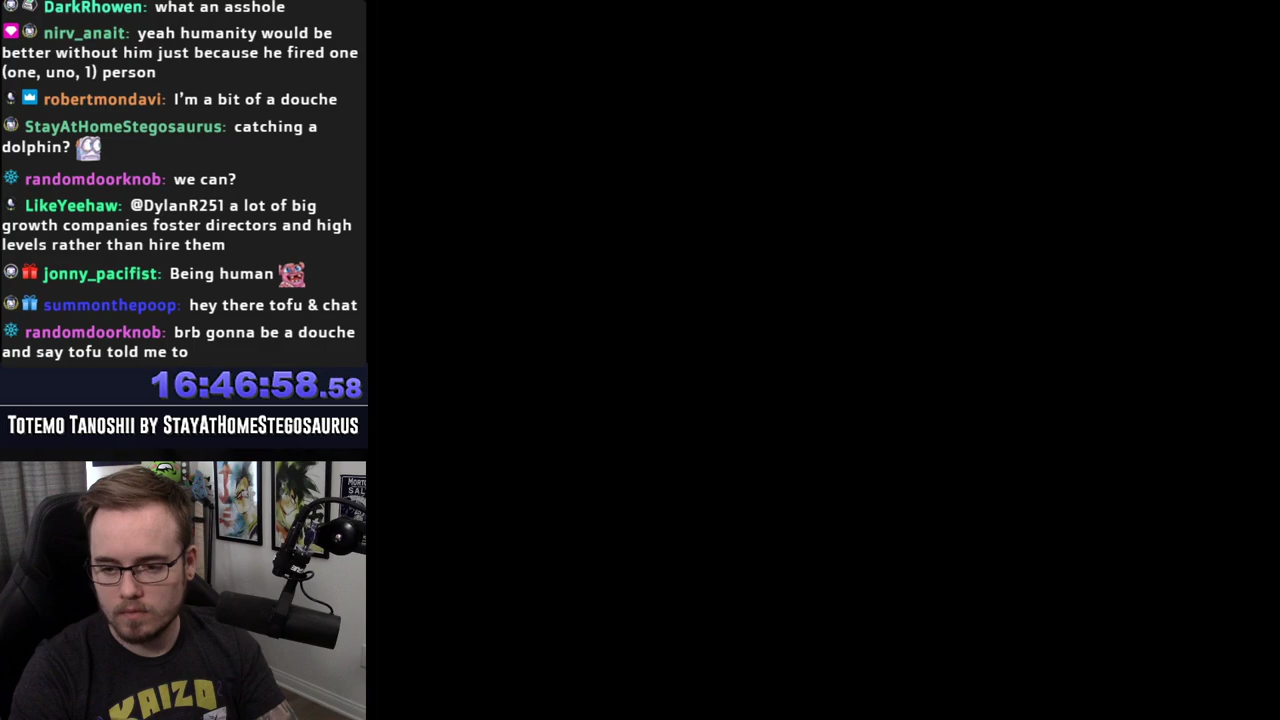 DarkRhowen: what an asshole
nirv_anait: yeah humanity would be
better without him just because he fired one
(one, uno, 1) person
robertmondavi: I'm a bit of a douche
StayAtHomeStegosaurus: catching a
dolphin?
randomdoorknob: we can?
LikeYeehaw: @DylanR251 a lot of big
growth companies foster directors and high
levels rather than hire them
jonny_pacifist: Being human
summonthepoop: hey there tofu & chat
randomdoorknob: brb gonna be a douche
and say tofu told me to
16:46:58.58
Totemo Tanoshii by StayAtHomeStegosaurus
KAIZO